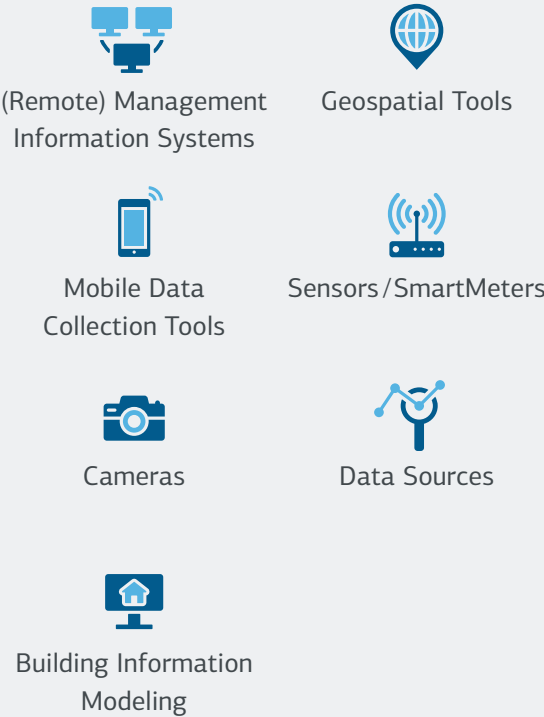 (Remote) Management
Information Systems
Geospatial Tools
Mobile Data
Collection Tools
Sensors/SmartMeters
Cameras
Data Sources
Building Information
Modeling